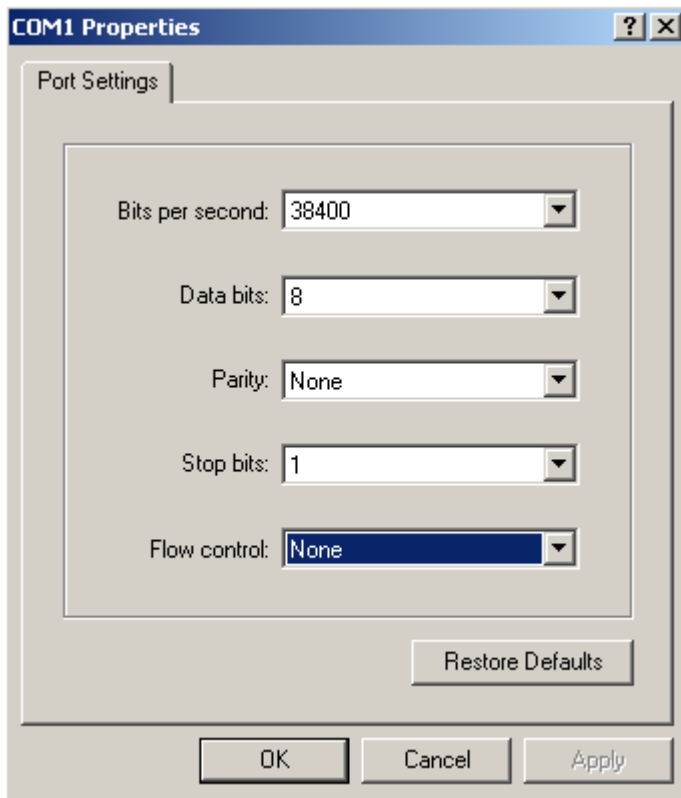 COM1 Properties
Port Settings
Bits per second: 38400
Data bits: 8
Parity: None
Stop bits: 1
Flow control: None
Restore Defaults
OK Cancel Apply